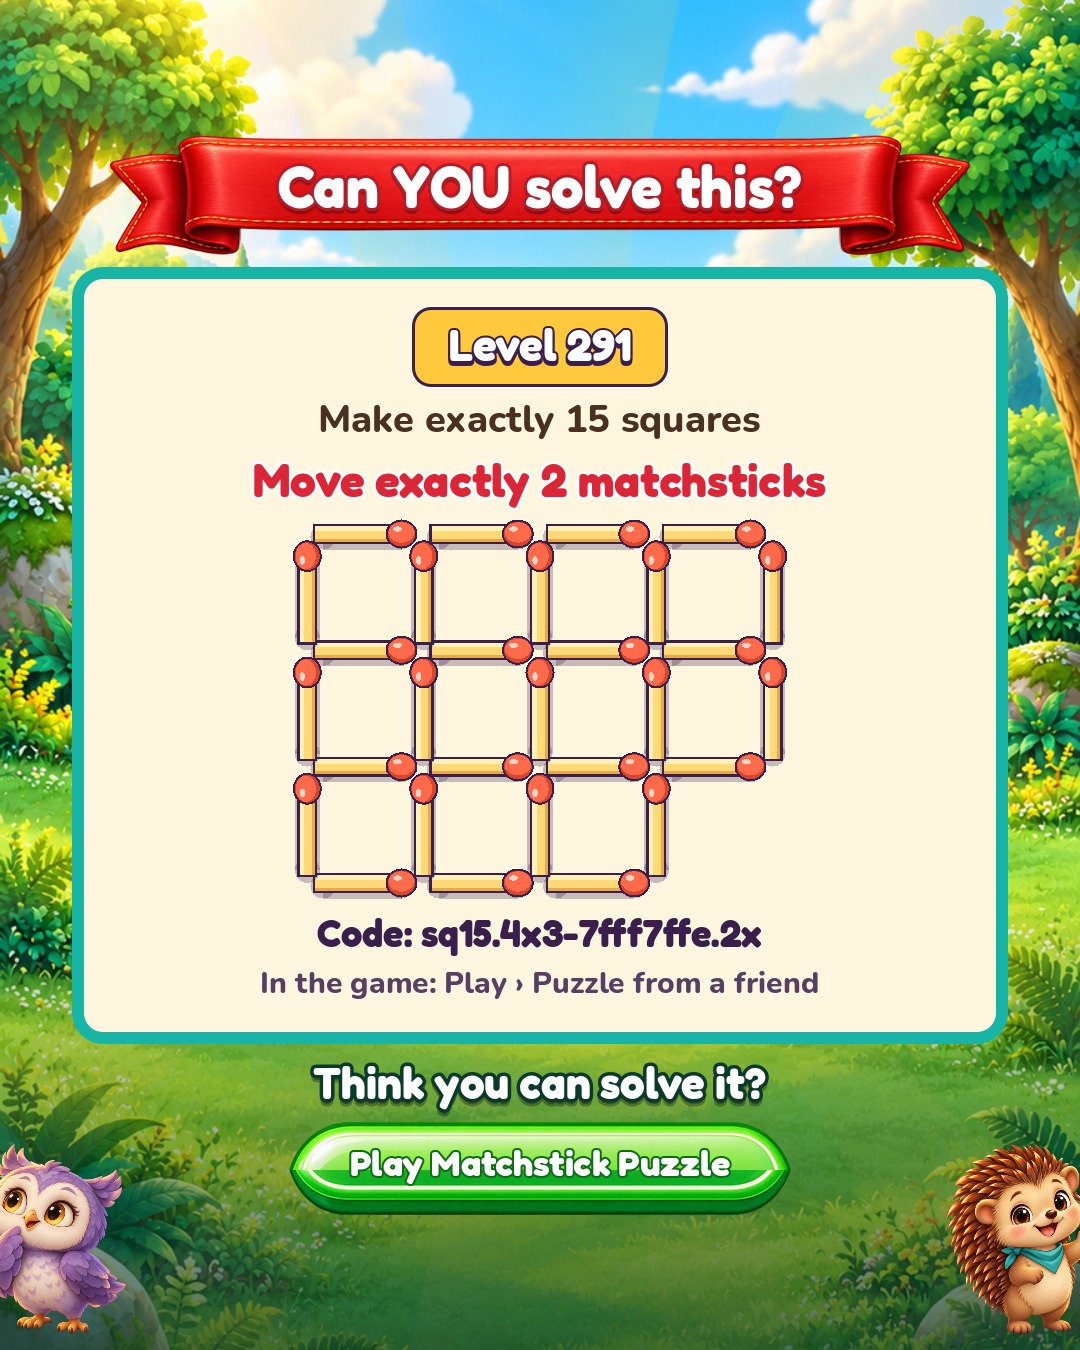 Can YOU solve this?
Level 291
Make exactly 15 squares
Move exactly 2 matchsticks
Code: sq15.4x3-7fff7ffe.2x
In the game: Play › Puzzle from a friend
Think you can solve it?
Play Matchstick Puzzle